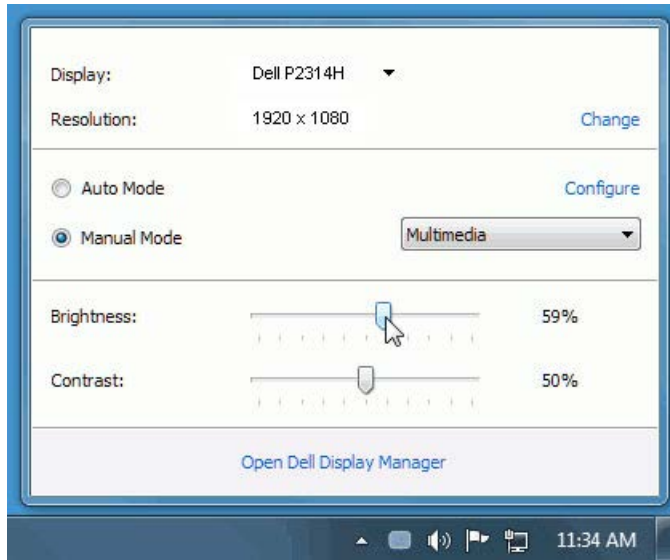 Display: Dell P2314H
Resolution: 1920 x 1080 Change
Auto Mode Configure
Manual Mode Multimedia
Brightness: 59%
Contrast: 50%
Open Dell Display Manager
11:34 AM